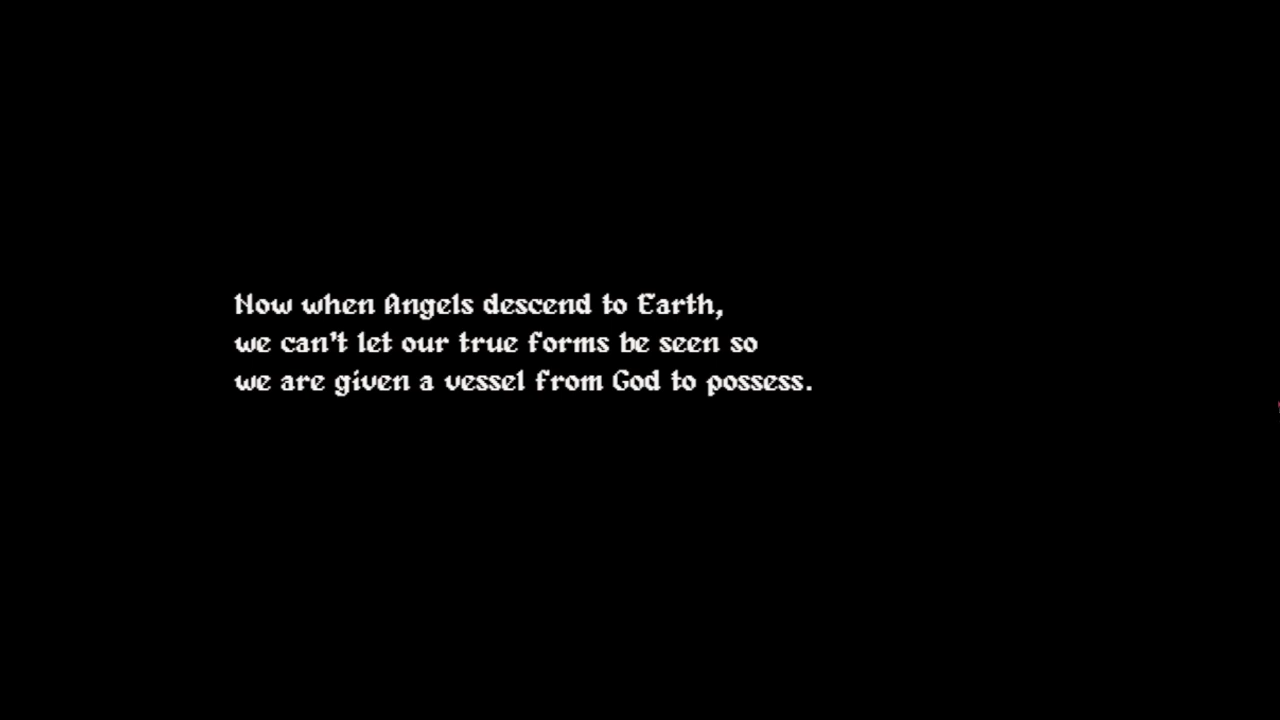 Now when Angels descend to Earth,
we can't let our true forms be seen so
we are given a vessel from God to possess.